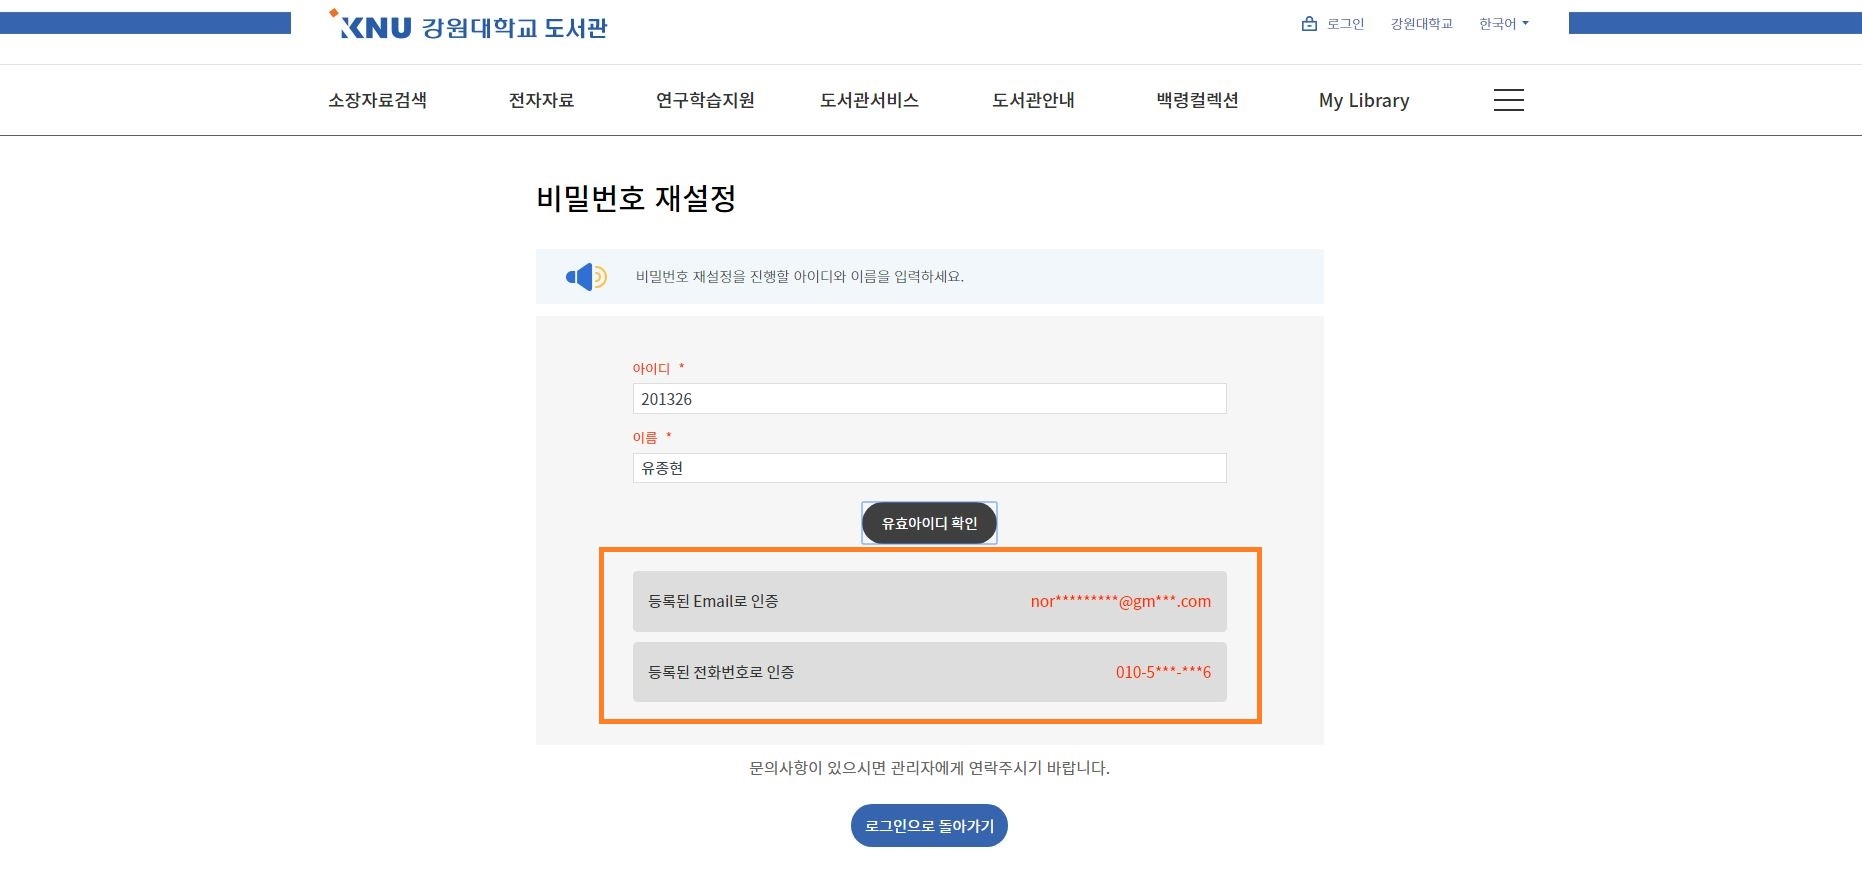 KNU 강원대학교 도서관
로그인 강원대학교 한국어
소장자료검색 전자자료 연구학습지원 도서관서비스 도서관안내 백령컬렉션 My Library
비밀번호 재설정
비밀번호 재설정을 진행할 아이디와 이름을 입력하세요.
아이디 *
201326
이름 *
유종현
유효아이디 확인
등록된 Email로 인증 nor*********@gm***.com
등록된 전화번호로 인증 010-5***-***6
문의사항이 있으시면 관리자에게 연락주시기 바랍니다.
로그인으로 돌아가기